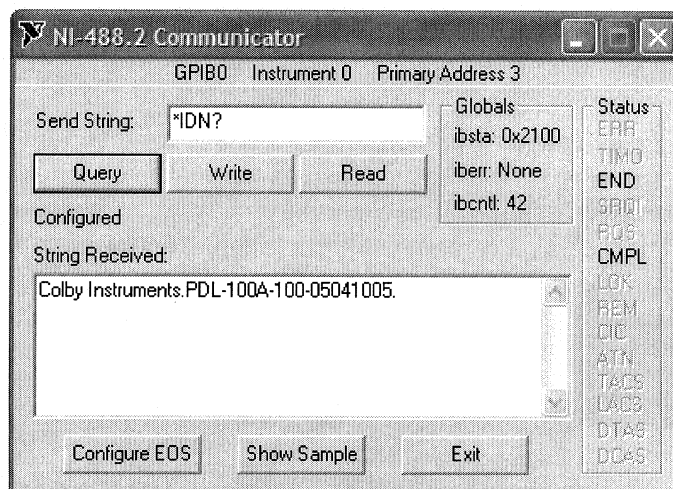 NI-488.2 Communicator
GPIB0 Instrument 0 Primary Address 3
Send String: *IDN?
Query Write Read
Configured
Globals
ibsta: 0x2100
iberr: None
ibcntl: 42
Status
ERR
TIMO
END
SRQI
RQS
CMPL
LOK
REM
CIC
ATN
TACS
LACS
DTAS
DCAS
String Received:
Colby Instruments.PDL-100A-100-05041005.
Configure EOS Show Sample Exit